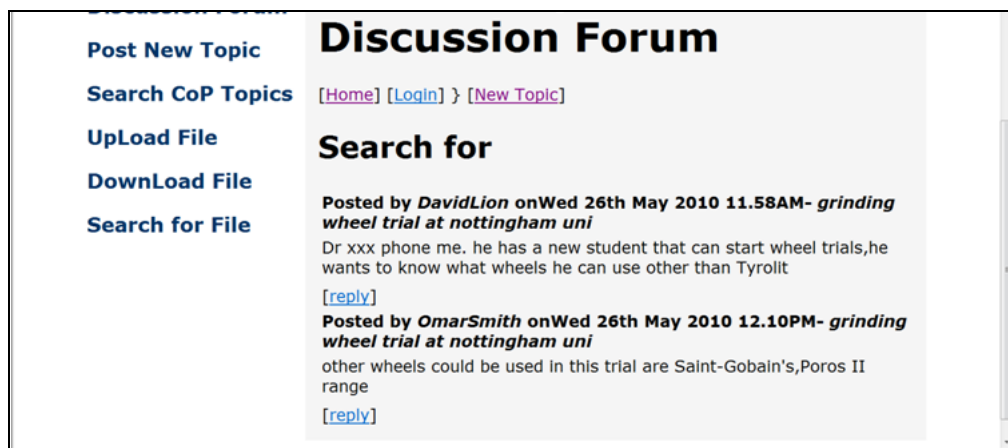 Discussion Forum
Post New Topic
Search CoP Topics
UpLoad File
DownLoad File
Search for File
Discussion Forum
[Home] [Login] } [New Topic]
Search for
Posted by DavidLion onWed 26th May 2010 11.58AM- grinding
wheel trial at nottingham uni
Dr xxx phone me. he has a new student that can start wheel trials,he
wants to know what wheels he can use other than Tyrolit
[reply]
Posted by OmarSmith onWed 26th May 2010 12.10PM- grinding
wheel trial at nottingham uni
other wheels could be used in this trial are Saint-Gobain's,Poros II
range
[reply]